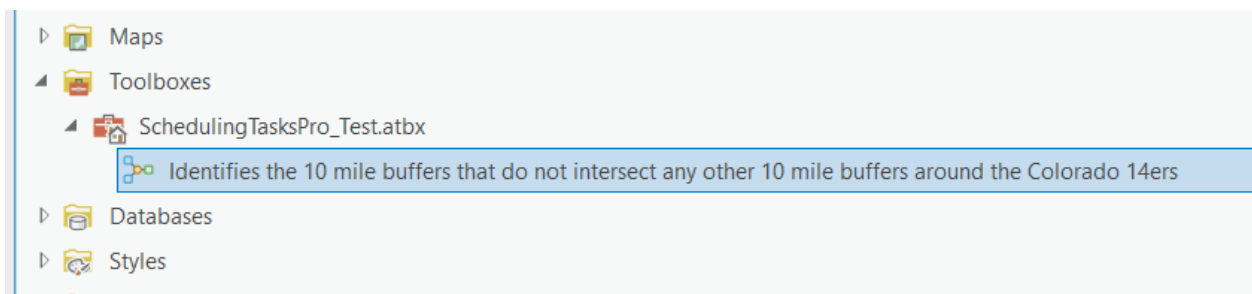 Maps
Toolboxes
SchedulingTasksPro_Test.atbx
Identifies the 10 mile buffers that do not intersect any other 10 mile buffers around the Colorado 14ers
Databases
Styles